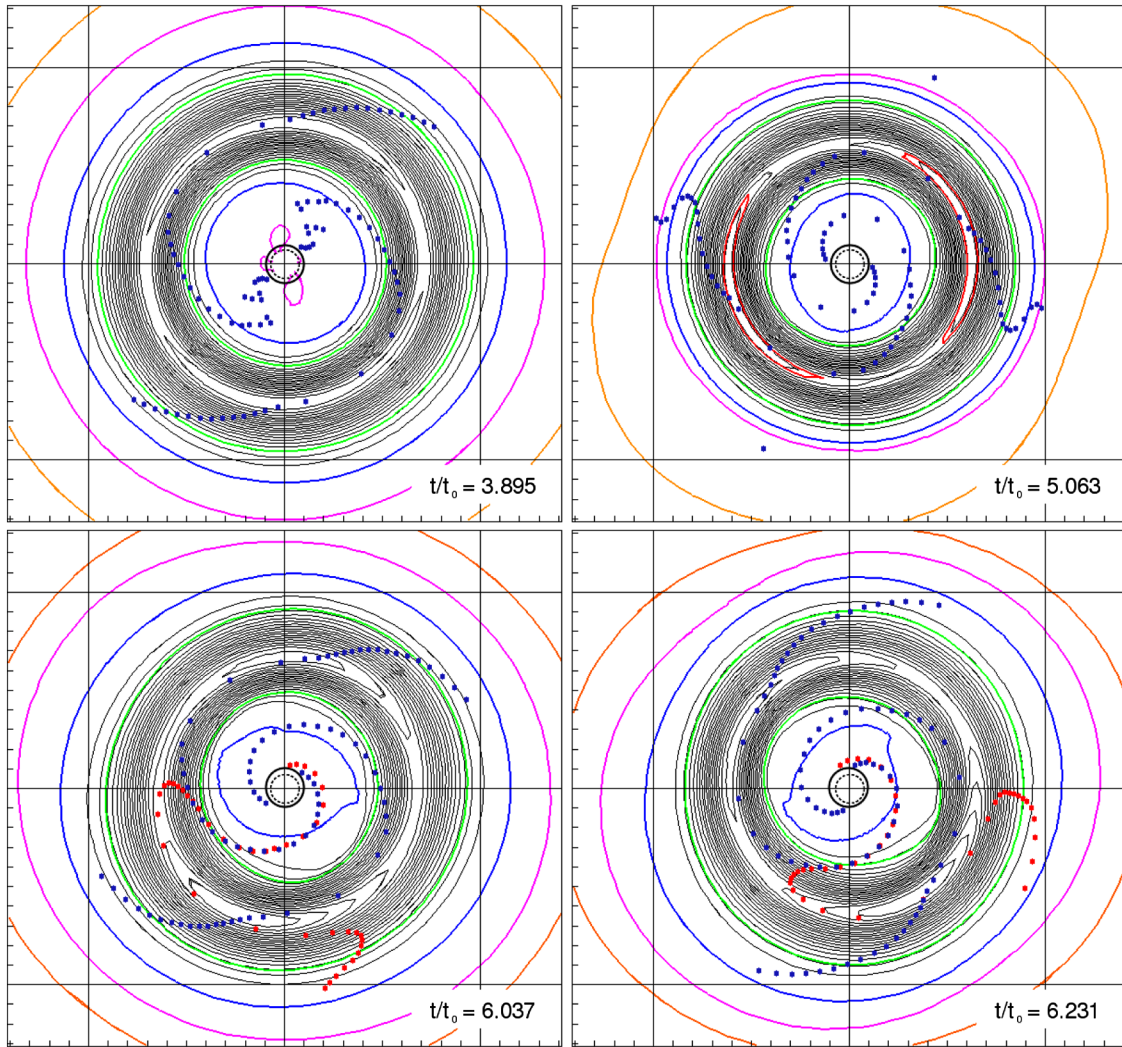 t/t₀ = 3.895
t/t₀ = 5.063
t/t₀ = 6.037
t/t₀ = 6.231